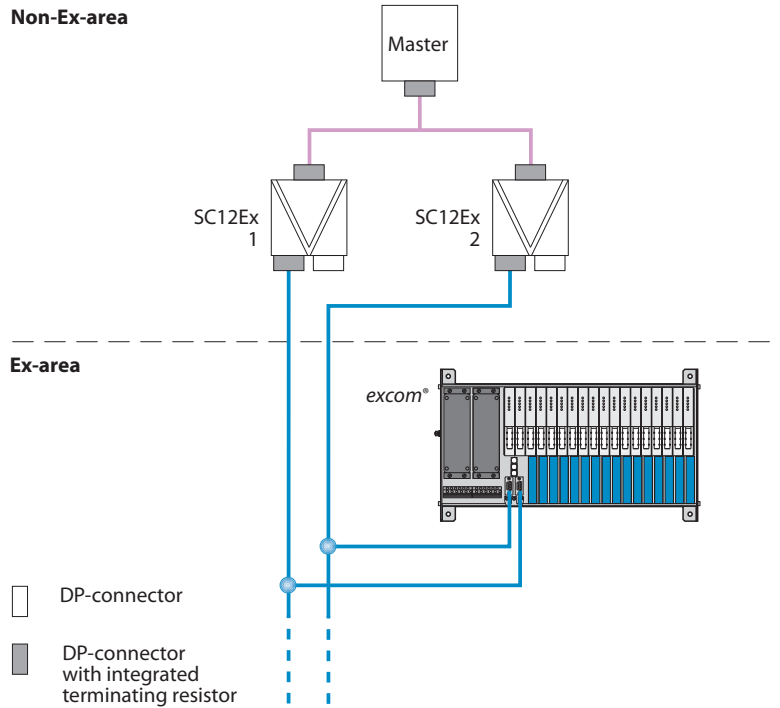 Non-Ex-area
Master
SC12Ex
1
SC12Ex
2
Ex-area
excom®
DP-connector
DP-connector
with integrated
terminating resistor